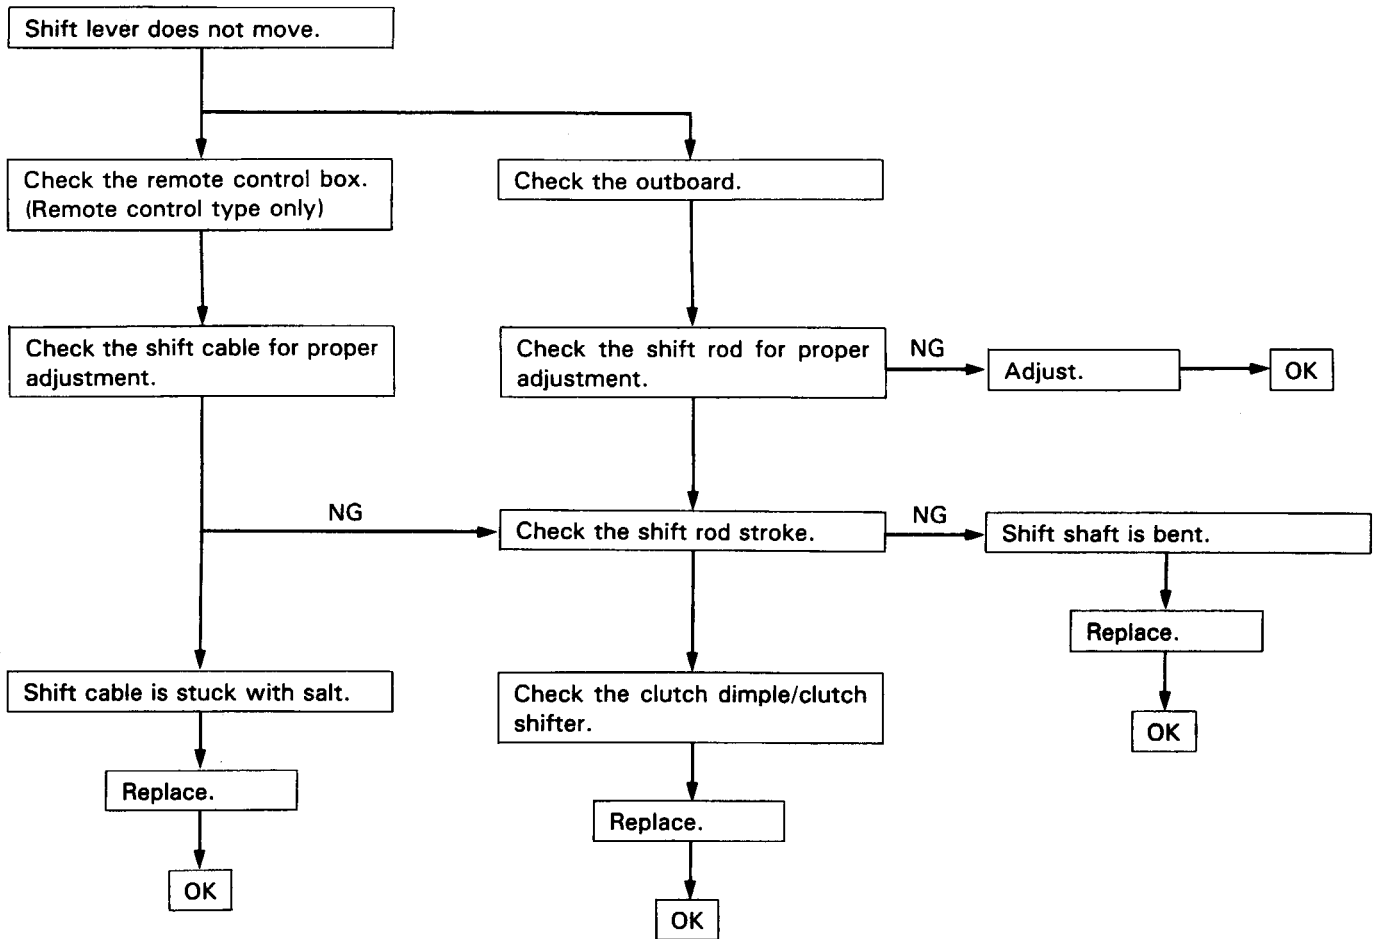 Shift lever does not move.
Check the remote control box.
(Remote control type only)
Check the outboard.
Check the shift cable for proper
adjustment.
Check the shift rod for proper
adjustment.
NG
Adjust.
OK
NG
Check the shift rod stroke.
NG
Shift shaft is bent.
Replace.
OK
Shift cable is stuck with salt.
Replace.
OK
Check the clutch dimple/clutch
shifter.
Replace.
OK